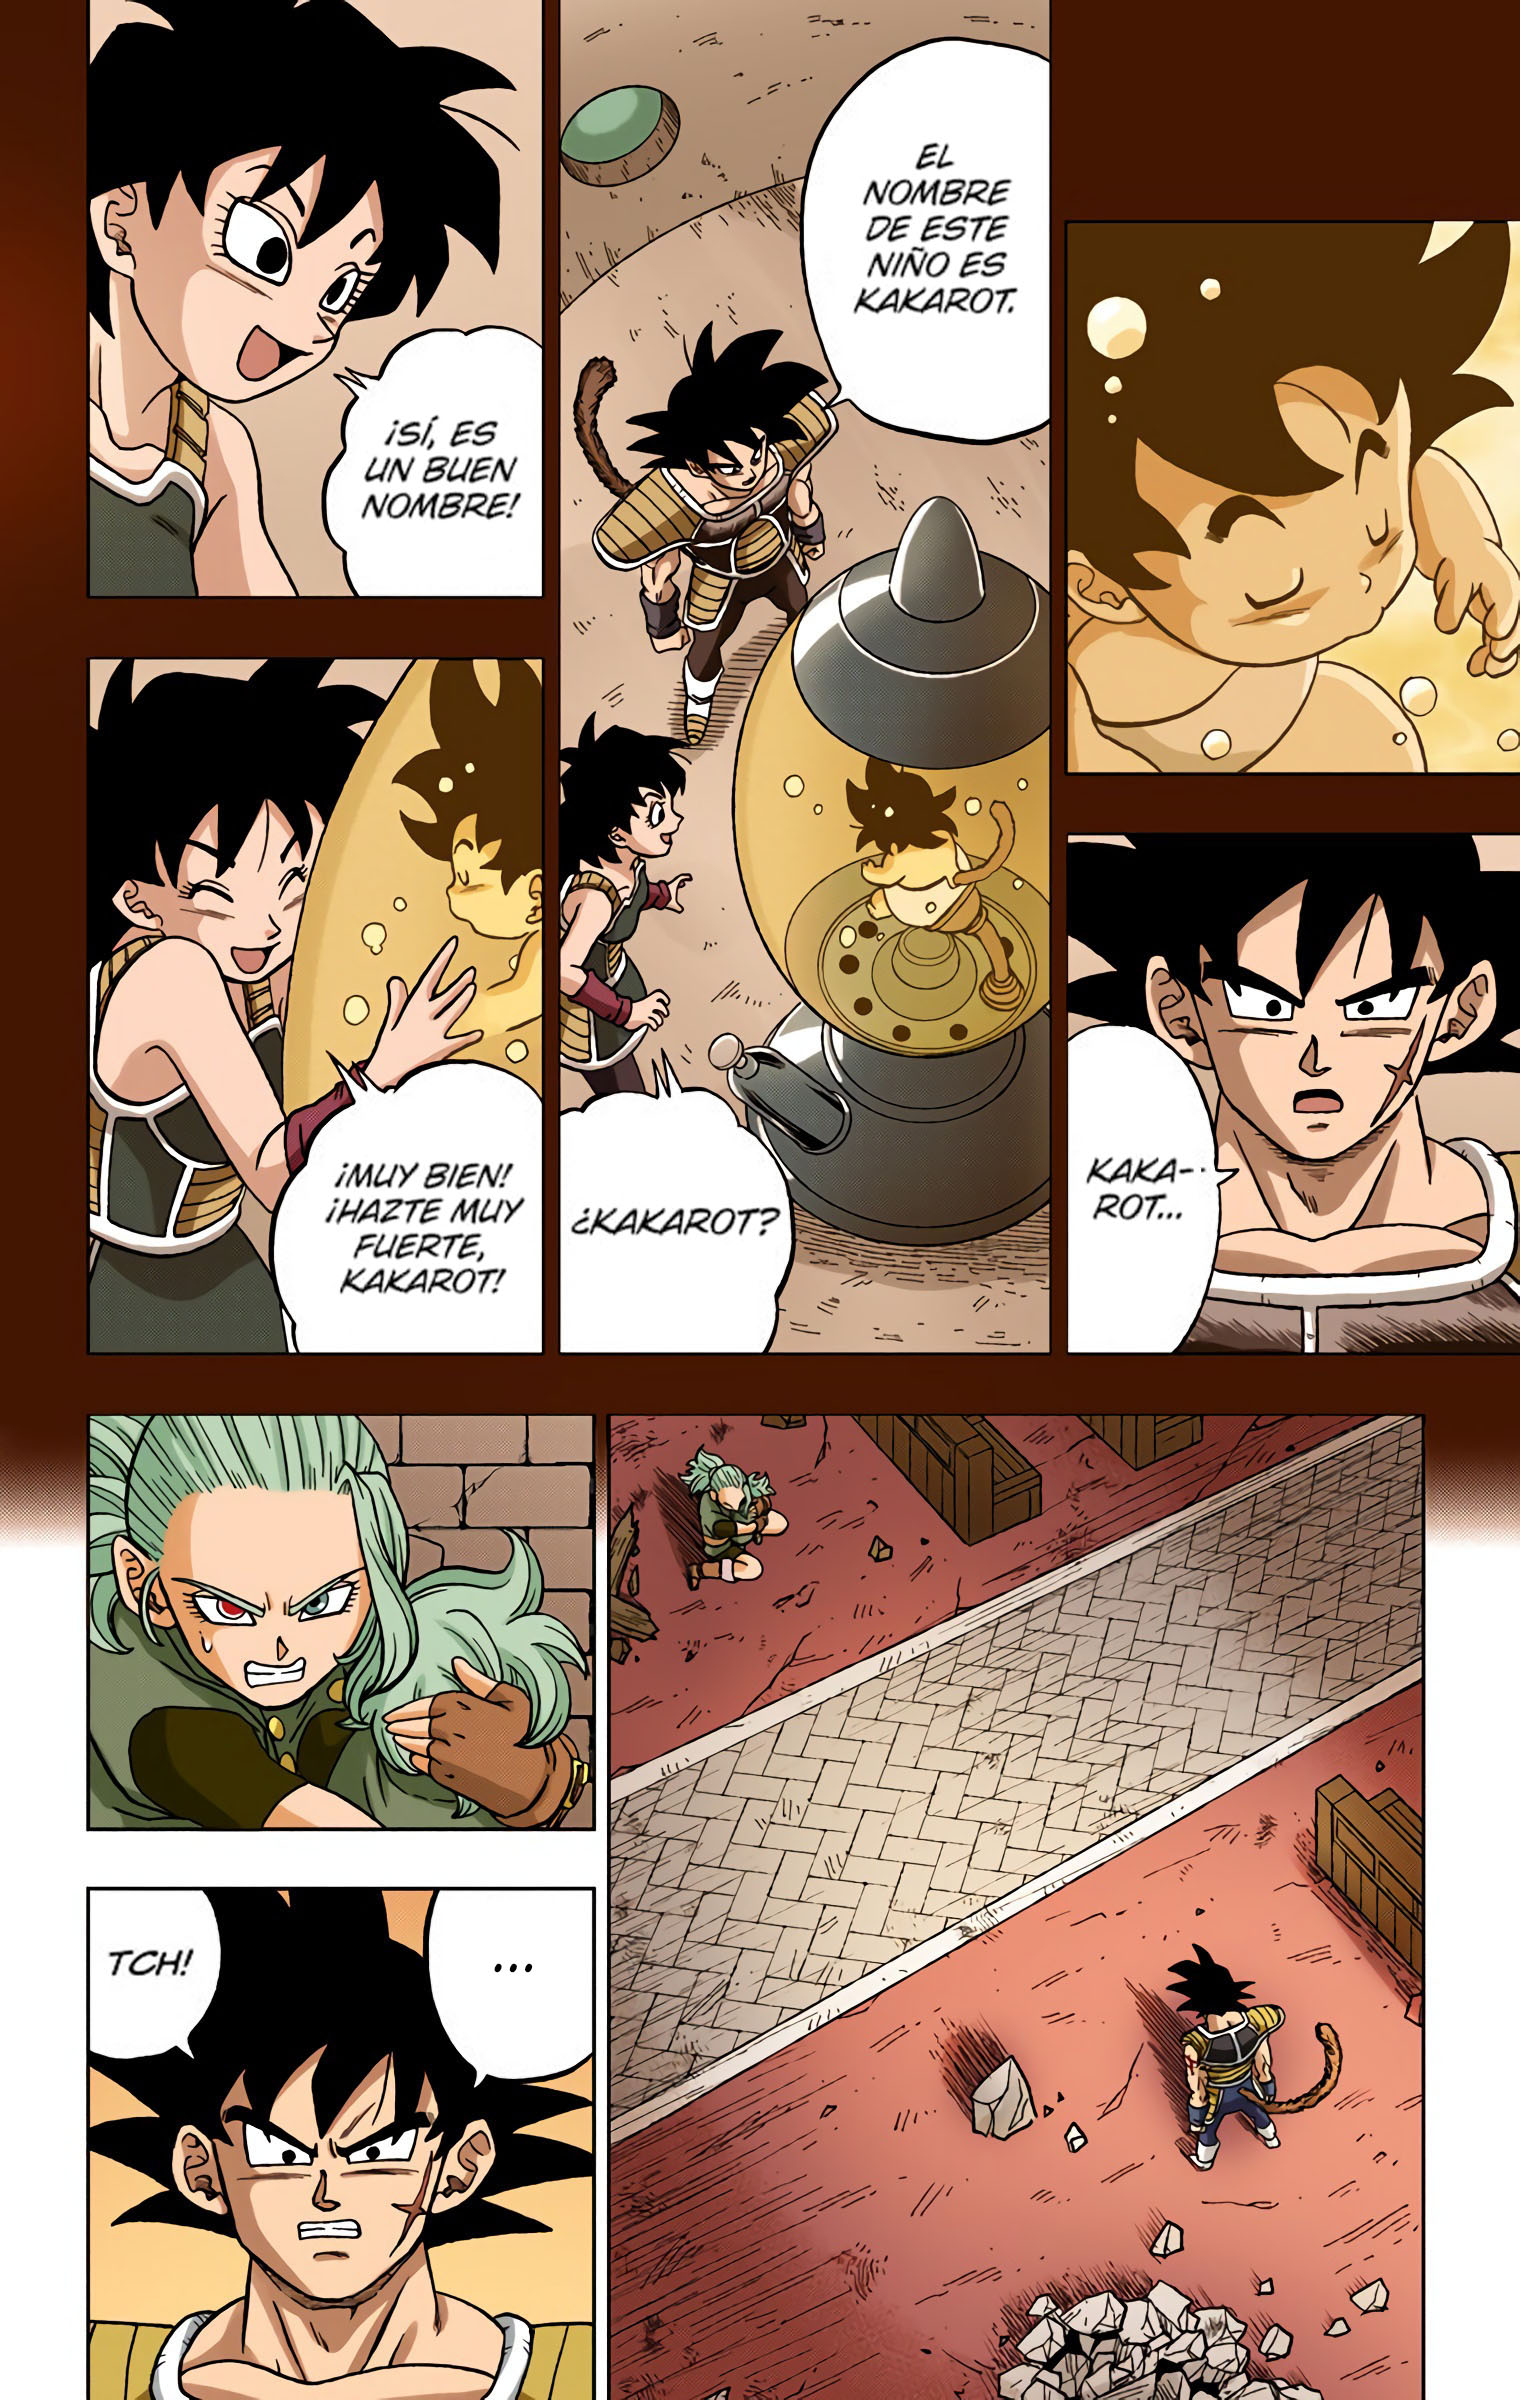 KAKA-
ROT...
EL
NOMBRE
DE ESTE
NIÑO ES
KAKAROT.
¿KAKAROT?
¡SÍ, ES
UN BUEN
NOMBRE!
¡MUY BIEN!
¡HAZTE MUY
FUERTE,
KAKAROT!
...
TCH!